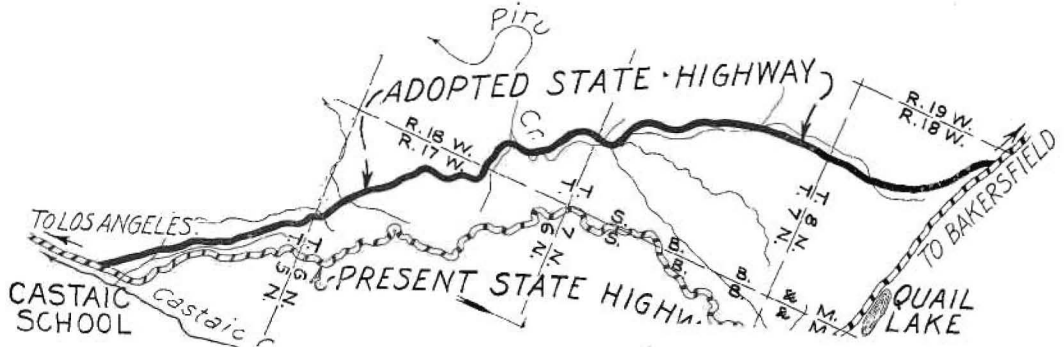 Piru
Cr.
ADOPTED STATE HIGHWAY
R. 19 W.
R. 18 W.
R. 18 W.
R. 17 W.
TO LOS ANGELES
TO BAKERSFIELD
T. 8 N.
T. 7 N.
T. 7 N.
T. 6 N.
T. 6 N.
T. 5 N.
S. B. B. & M.
S. B. B. & M.
PRESENT STATE HIGHW
CASTAIC
SCHOOL
Castaic C
QUAIL
LAKE